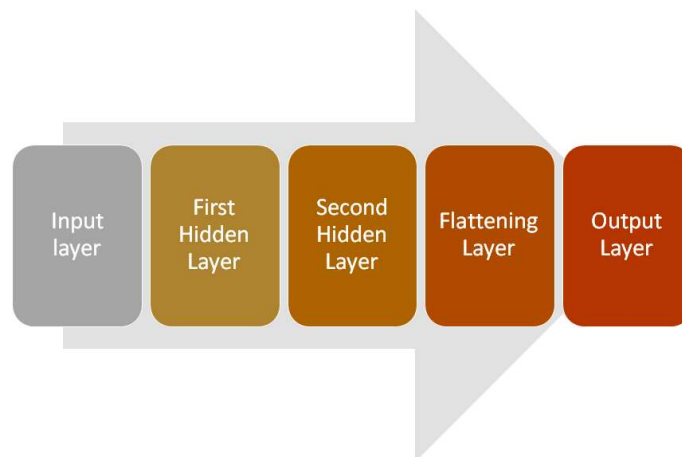 Input
layer
First
Hidden
Layer
Second
Hidden
Layer
Flattening
Layer
Output
Layer